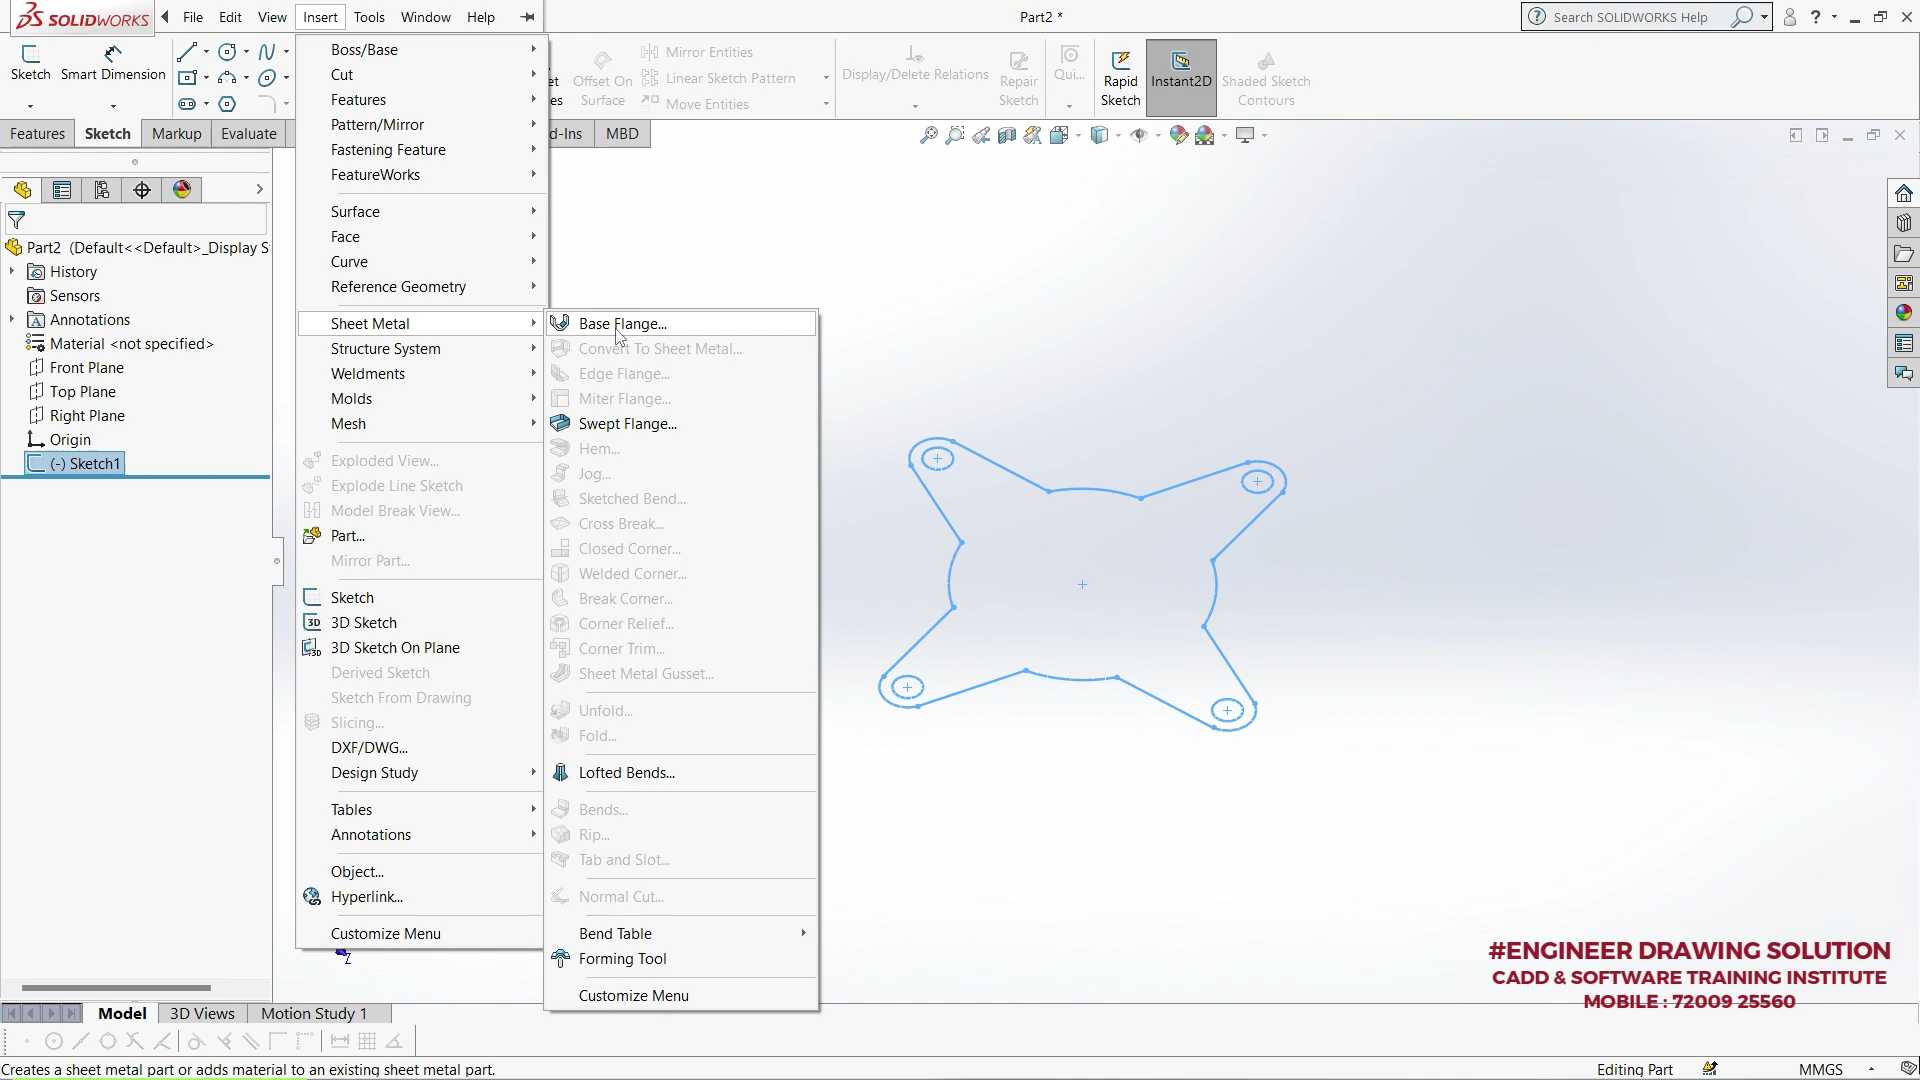 SOLIDWORKS
File
Edit
View
Insert
Tools
Window
Help
Part2 *
Search SOLIDWORKS Help
Sketch
Smart Dimension
Offset On
Surface
Mirror Entities
Linear Sketch Pattern
Move Entities
Display/Delete Relations
Repair
Sketch
Qui...
Rapid
Sketch
Instant2D
Shaded Sketch
Contours
Features
Sketch
Markup
Evaluate
d-Ins
MBD
Part2 (Default<<Default>_Display S
History
Sensors
Annotations
Material <not specified>
Front Plane
Top Plane
Right Plane
Origin
(-) Sketch1
Boss/Base
Cut
Features
Pattern/Mirror
Fastening Feature
FeatureWorks
Surface
Face
Curve
Reference Geometry
Sheet Metal
Structure System
Weldments
Molds
Mesh
Exploded View...
Explode Line Sketch
Model Break View...
Part...
Mirror Part...
Sketch
3D Sketch
3D Sketch On Plane
Derived Sketch
Sketch From Drawing
Slicing...
DXF/DWG...
Design Study
Tables
Annotations
Object...
Hyperlink...
Customize Menu
Base Flange...
Convert To Sheet Metal...
Edge Flange...
Miter Flange...
Swept Flange...
Hem...
Jog...
Sketched Bend...
Cross Break...
Closed Corner...
Welded Corner...
Break Corner...
Corner Relief...
Corner Trim...
Sheet Metal Gusset...
Unfold...
Fold...
Lofted Bends...
Bends...
Rip...
Tab and Slot...
Normal Cut...
Bend Table
Forming Tool
Customize Menu
Z
#ENGINEER DRAWING SOLUTION
CADD & SOFTWARE TRAINING INSTITUTE
MOBILE : 72009 25560
Model
3D Views
Motion Study 1
Creates a sheet metal part or adds material to an existing sheet metal part.
Editing Part
MMGS